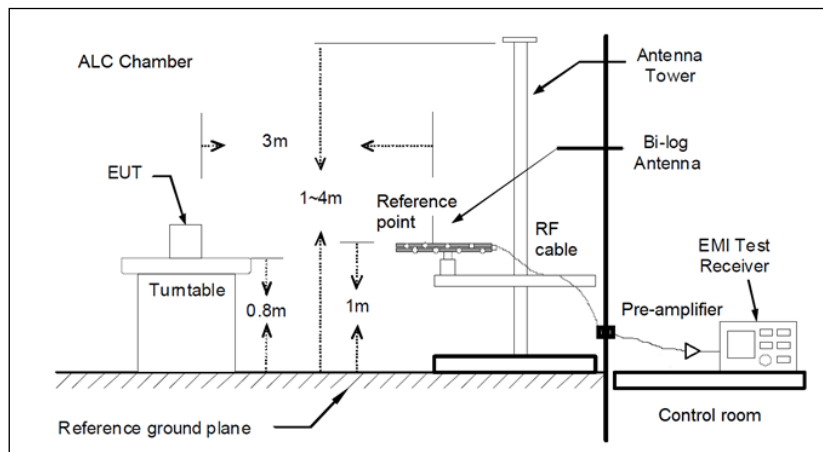 ALC Chamber
Antenna
Tower
3m
Bi-log
Antenna
EUT
1~4m
Reference
point
RF
cable
EMI Test
Receiver
Turntable
0.8m
1m
Pre-amplifier
Reference ground plane
Control room